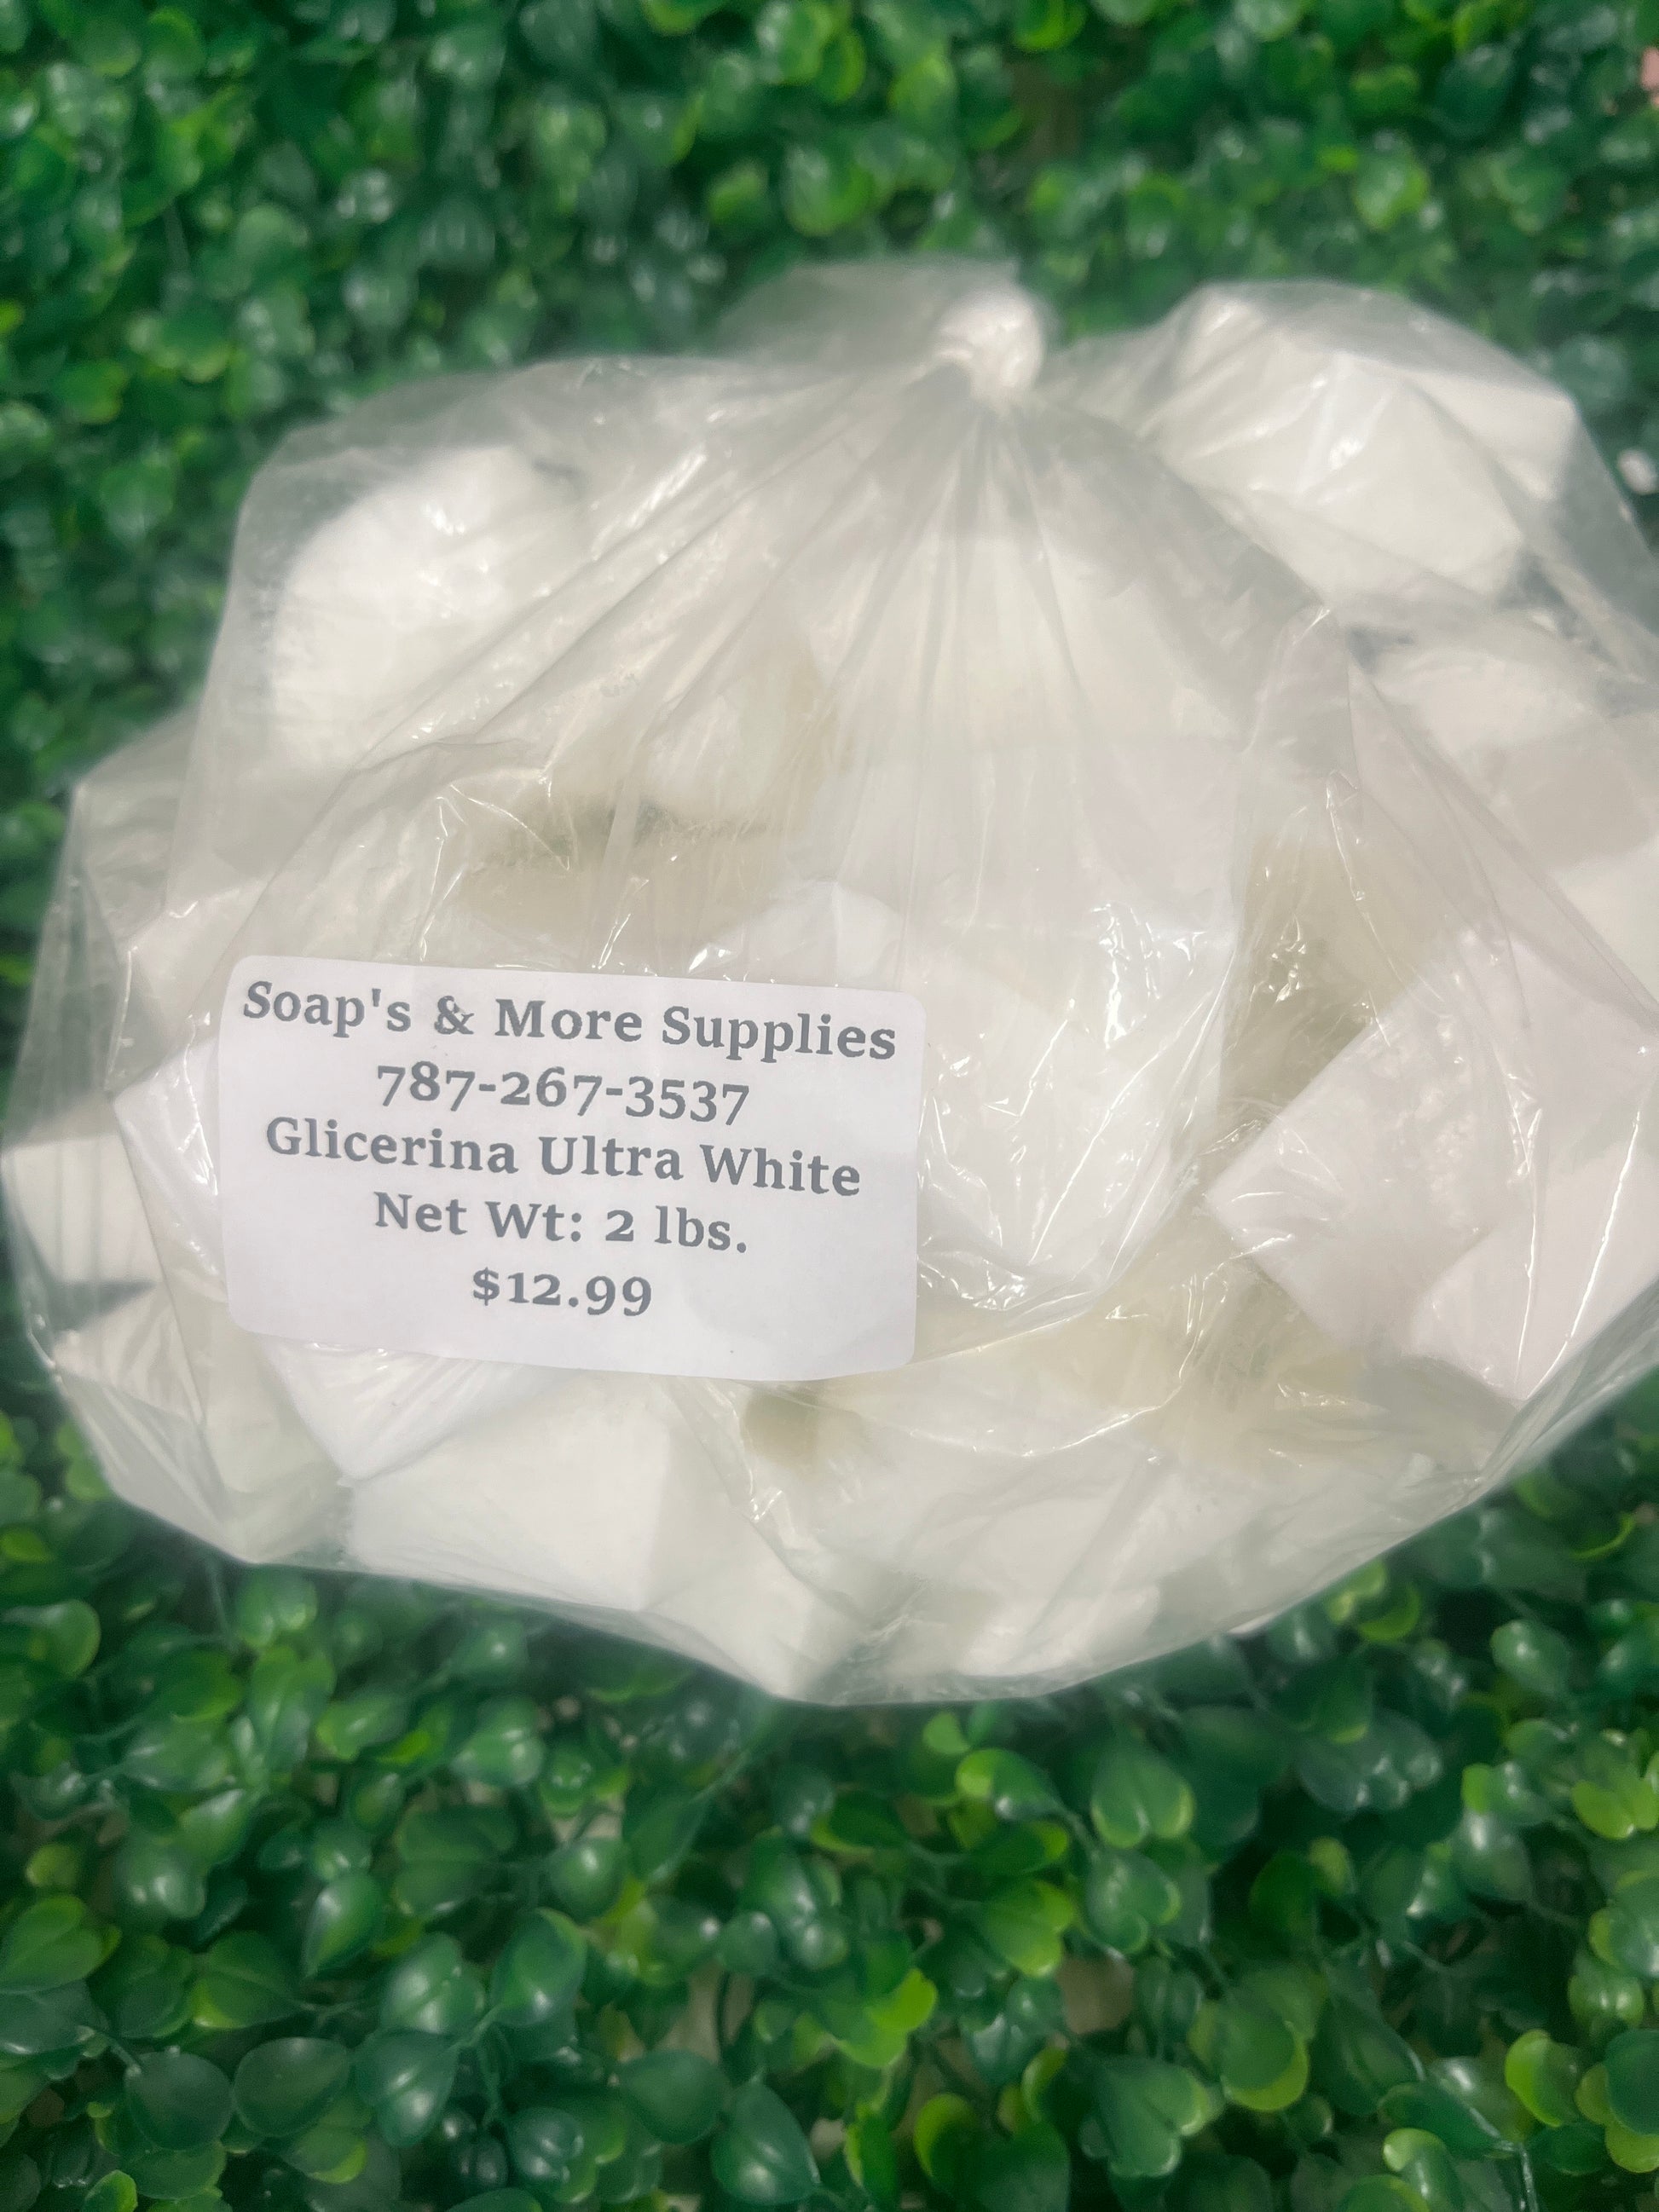 Soap's & More Supplies
787-267-3537
Glicerina Ultra White
Net Wt: 2 lbs.
$12.99